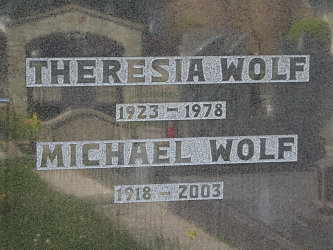 THERESIA WOLF
1923 - 1978
MICHAEL WOLF
1918 - 2003